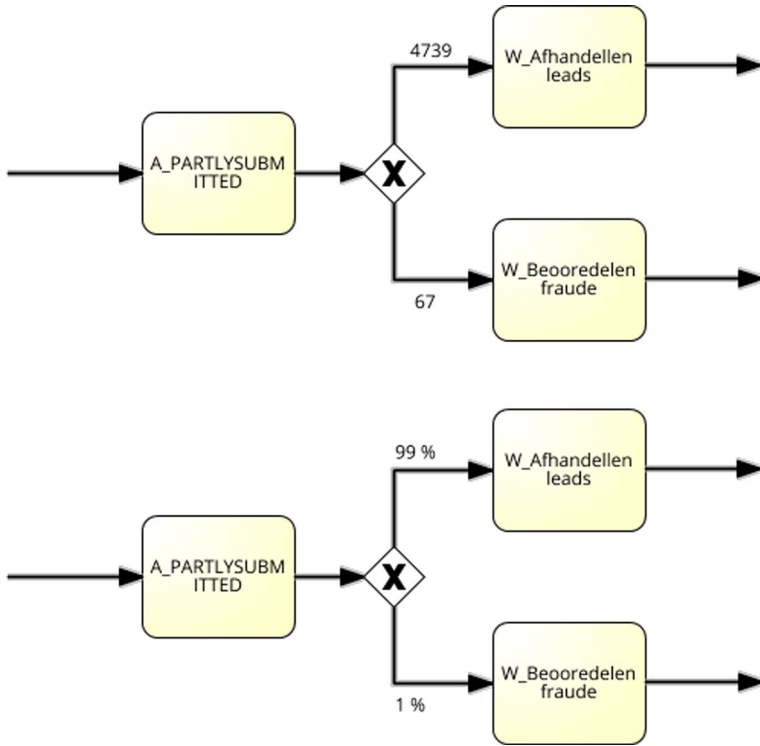 4739
W_Afhandellen
leads
A_PARTLYSUBM
ITTED
X
W_Beooredelen
fraude
67
99 %
W_Afhandellen
leads
A_PARTLYSUBM
ITTED
X
W_Beooredelen
fraude
1 %